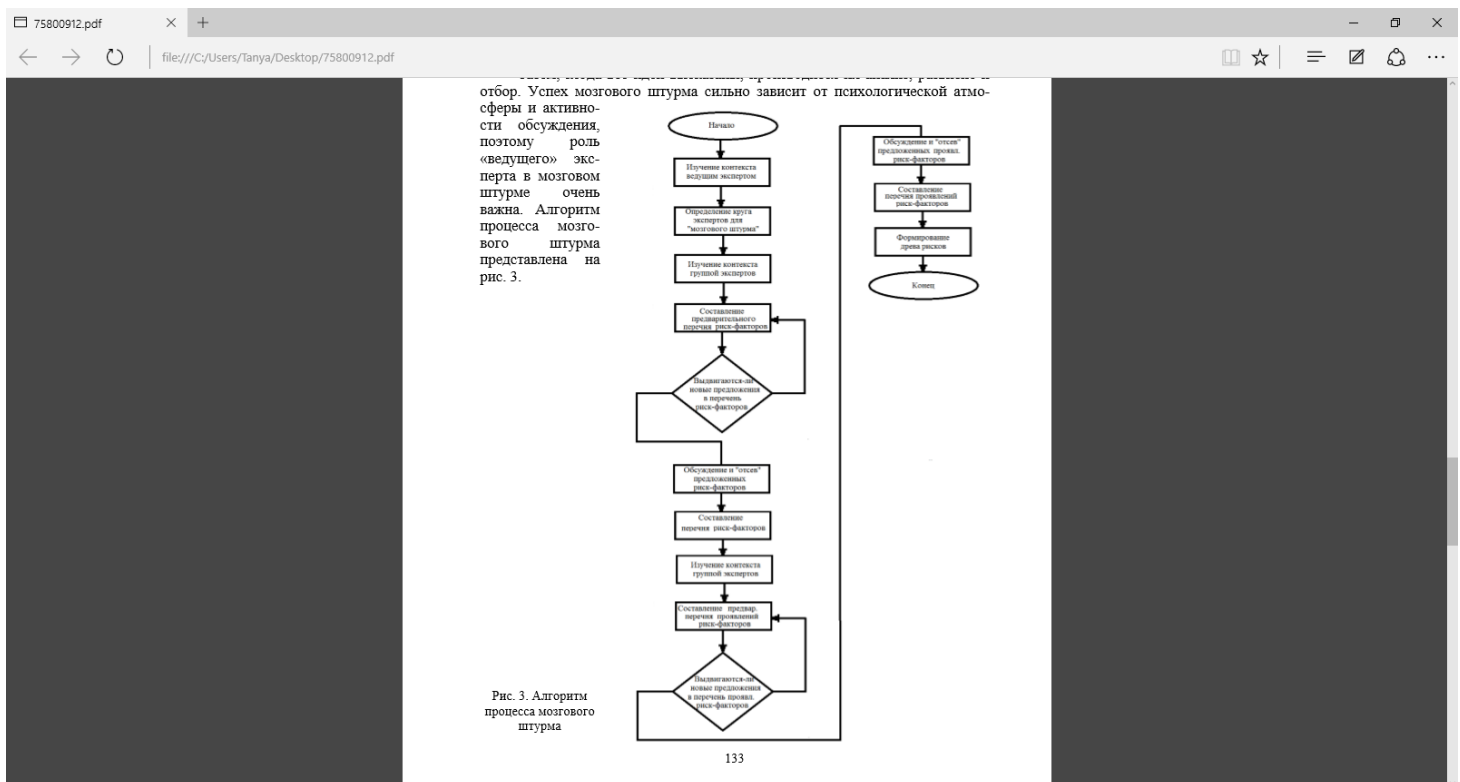 75800912.pdf
file:///C:/Users/Tanya/Desktop/75800912.pdf
отбор. Успех мозгового штурма сильно зависит от психологической атмо-
сферы и активно-
сти обсуждения,
поэтому роль
«ведущего» экс-
перта в мозговом
штурме очень
важна. Алгоритм
процесса мозго-
вого штурма
представлена на
рис. 3.
Начало
Изучение контекста
ведущим экспертом
Определение круга
экспертов для
"мозгового штурма"
Изучение контекста
группой экспертов
Составление
предварительного
перечня риск-факторов
Выдвигаются-ли
новые предложения
в перечень
риск-факторов
Обсуждение и "отсев"
предложенных
риск-факторов
Составление
перечня риск-факторов
Изучение контекста
группой экспертов
Составление предвар.
перечня проявлений
риск-факторов
Выдвигаются-ли
новые предложения
в перечень проявл.
риск-факторов
Обсуждение и "отсев"
предложенных проявл.
риск-факторов
Составление
перечня проявлений
риск-факторов
Формирование
древа рисков
Конец
Рис. 3. Алгоритм
процесса мозгового
штурма
133